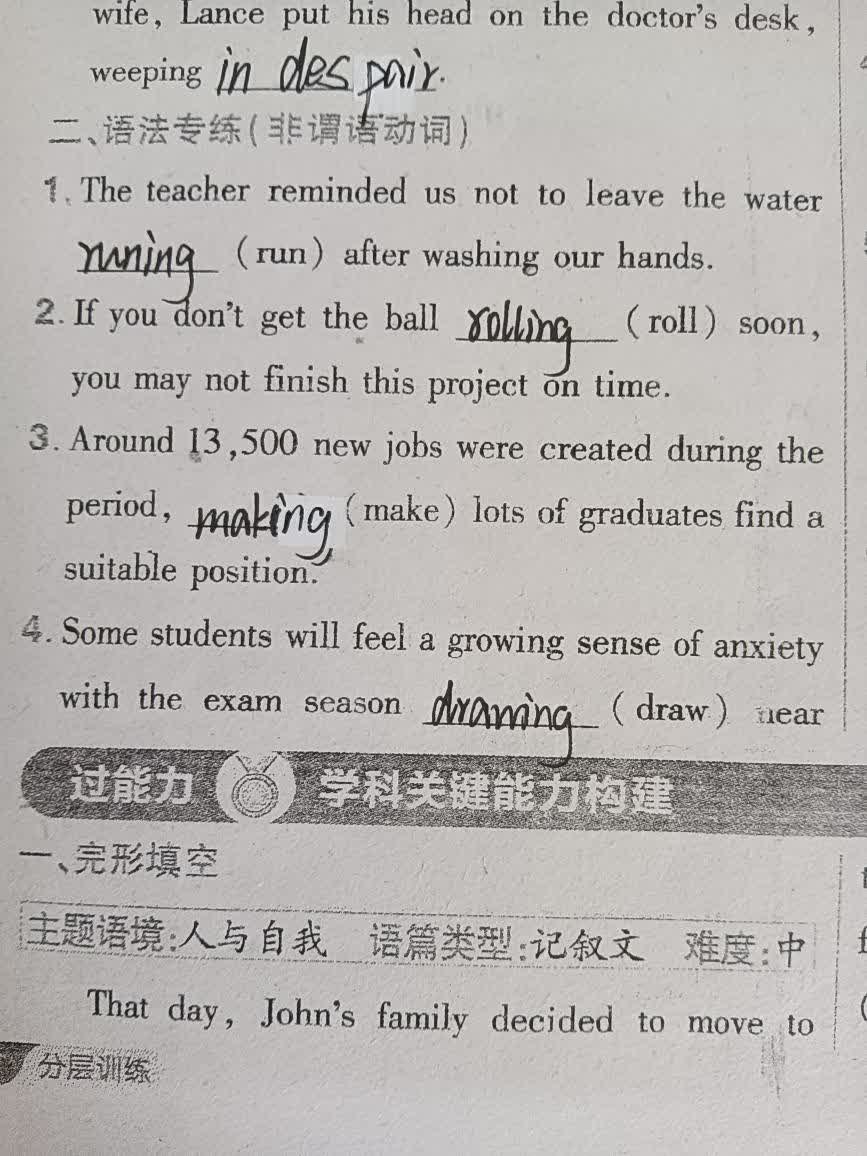 wife, Lance put his head on the doctor's desk,
weeping in despair.
二、语法专练(非谓语动词)
1. The teacher reminded us not to leave the water
runing (run) after washing our hands.
2. If you don't get the ball rolling (roll) soon,
you may not finish this project on time.
3. Around 13,500 new jobs were created during the
period, making (make) lots of graduates find a
suitable position.
4. Some students will feel a growing sense of anxiety
with the exam season drawing (draw) near
过能力 学科关键能力构建
一、完形填空
主题语境:人与自我 语篇类型:记叙文 难度:中
That day, John's family decided to move to
分层训练